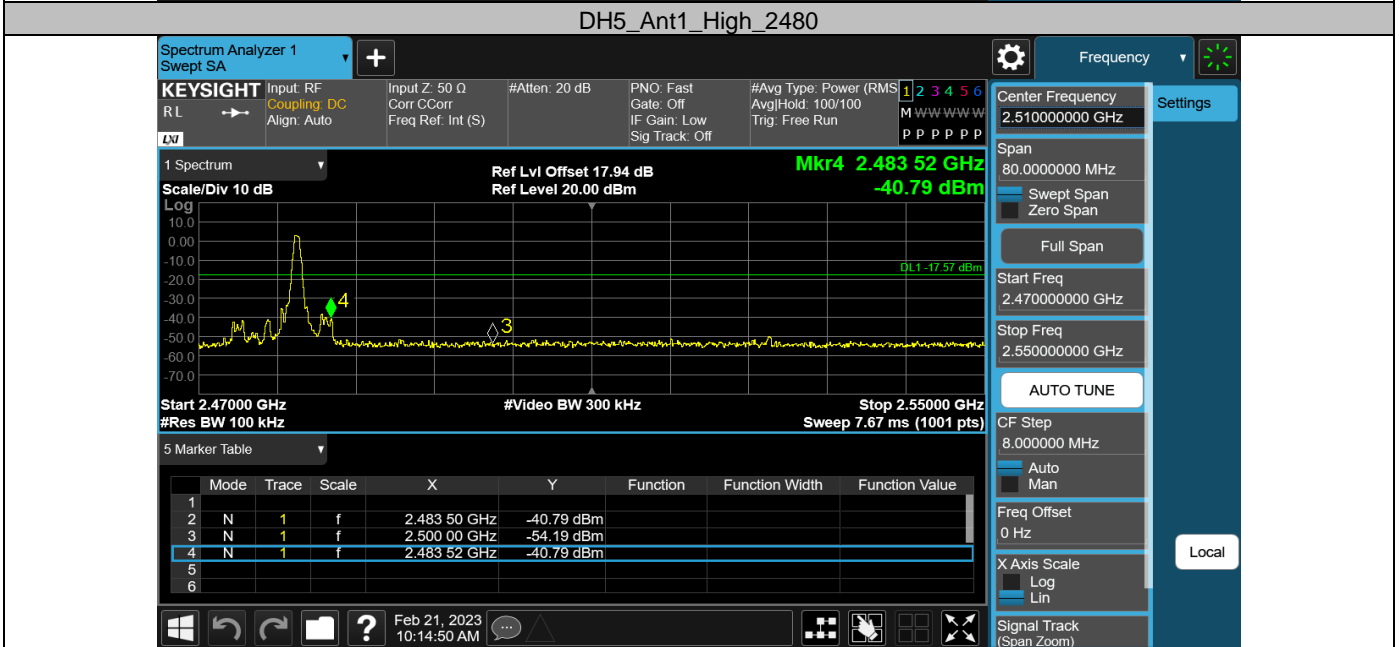 DH5_Ant1_High_2480
Spectrum Analyzer 1
Swept SA
+
Frequency
KEYSIGHT
RL
LXI
Input: RF
Coupling: DC
Align: Auto
Input Z: 50 Ω
Corr CCorr
Freq Ref: Int (S)
#Atten: 20 dB
PNO: Fast
Gate: Off
IF Gain: Low
Sig Track: Off
#Avg Type: Power (RMS
Avg|Hold: 100/100
Trig: Free Run
1 2 3 4 5 6
M W W W W W
P P P P P P
1 Spectrum
Scale/Div 10 dB
Ref Lvl Offset 17.94 dB
Ref Level 20.00 dBm
Mkr4 2.483 52 GHz
-40.79 dBm
Log
10.0
0.00
-10.0
-20.0
-30.0
-40.0
-50.0
-60.0
-70.0
DL1 -17.57 dBm
4
3
Start 2.47000 GHz
#Video BW 300 kHz
Stop 2.55000 GHz
#Res BW 100 kHz
Sweep 7.67 ms (1001 pts)
5 Marker Table
Mode Trace Scale X Y Function Function Width Function Value
1
2 N 1 f 2.483 50 GHz -40.79 dBm
3 N 1 f 2.500 00 GHz -54.19 dBm
4 N 1 f 2.483 52 GHz -40.79 dBm
5
6
?
Feb 21, 2023
10:14:50 AM
Center Frequency
2.510000000 GHz
Settings
Span
80.0000000 MHz
Swept Span
Zero Span
Full Span
Start Freq
2.470000000 GHz
Stop Freq
2.550000000 GHz
AUTO TUNE
CF Step
8.000000 MHz
Auto
Man
Freq Offset
0 Hz
Local
X Axis Scale
Log
Lin
Signal Track
(Span Zoom)